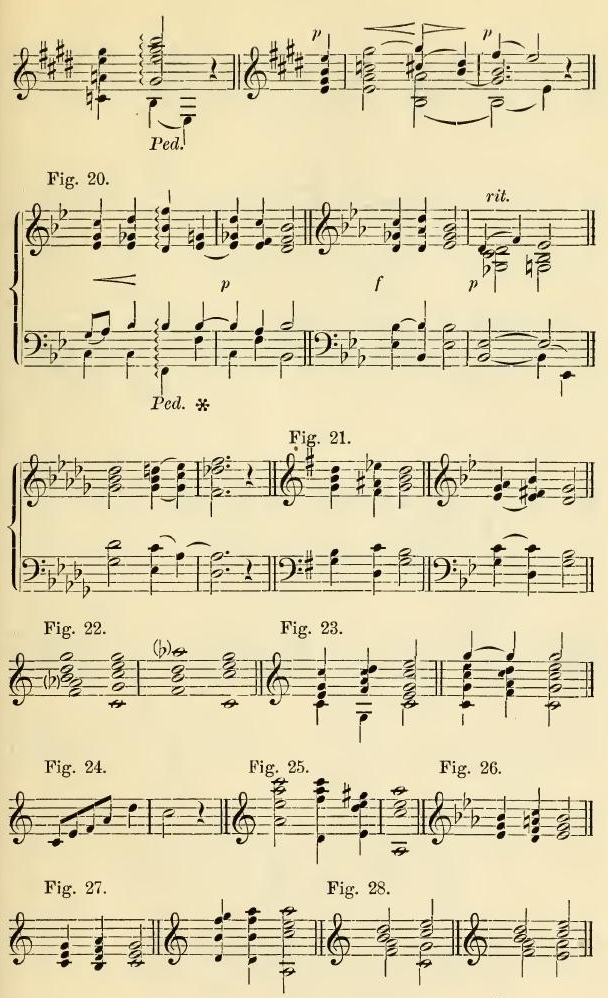 p p
Ped.
Fig. 20.
rit.
p f p
Ped. *
Fig. 21.
Fig. 22. Fig. 23.
(♭)
(♭)
Fig. 24. Fig. 25. Fig. 26.
Fig. 27. Fig. 28.